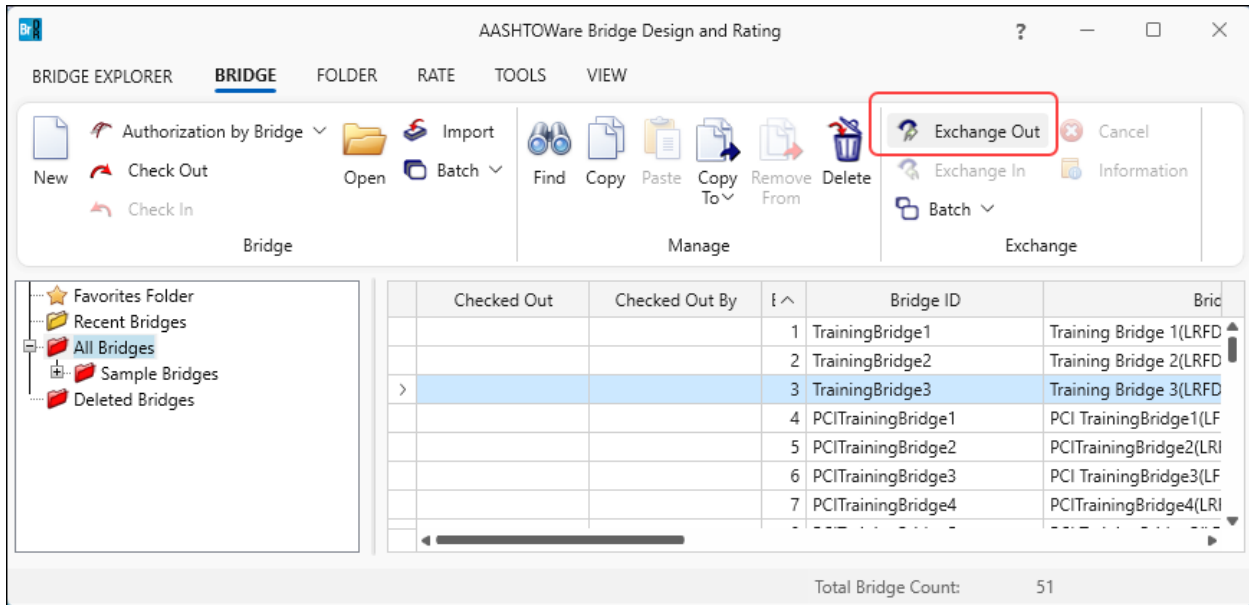 AASHTOWare Bridge Design and Rating
BRIDGE EXPLORER BRIDGE FOLDER RATE TOOLS VIEW
New
Authorization by Bridge
Check Out
Check In
Open
Import
Batch
Bridge
Find
Copy
Paste
Copy To
Remove From
Delete
Manage
Exchange Out
Exchange In
Batch
Cancel
Information
Exchange
Favorites Folder
Recent Bridges
All Bridges
Sample Bridges
Deleted Bridges
Checked Out Checked Out By Bridge ID Brid
1 TrainingBridge1 Training Bridge 1(LRFD
2 TrainingBridge2 Training Bridge 2(LRFD
3 TrainingBridge3 Training Bridge 3(LRFD
4 PCITrainingBridge1 PCI TrainingBridge1(LF
5 PCITrainingBridge2 PCITrainingBridge2(LRI
6 PCITrainingBridge3 PCI TrainingBridge3(LF
7 PCITrainingBridge4 PCITrainingBridge4(LRI
Total Bridge Count: 51